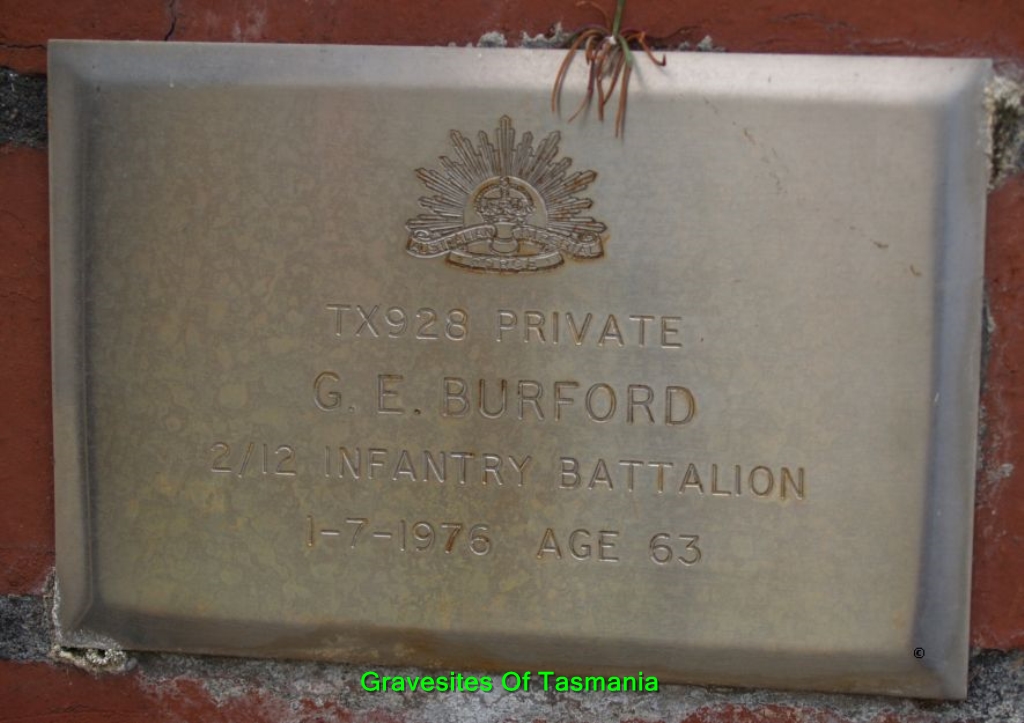 TX928 PRIVATE
G. E. BURFORD
2/12 INFANTRY BATTALION
1-7-1976 AGE 63
©
Gravesites Of Tasmania